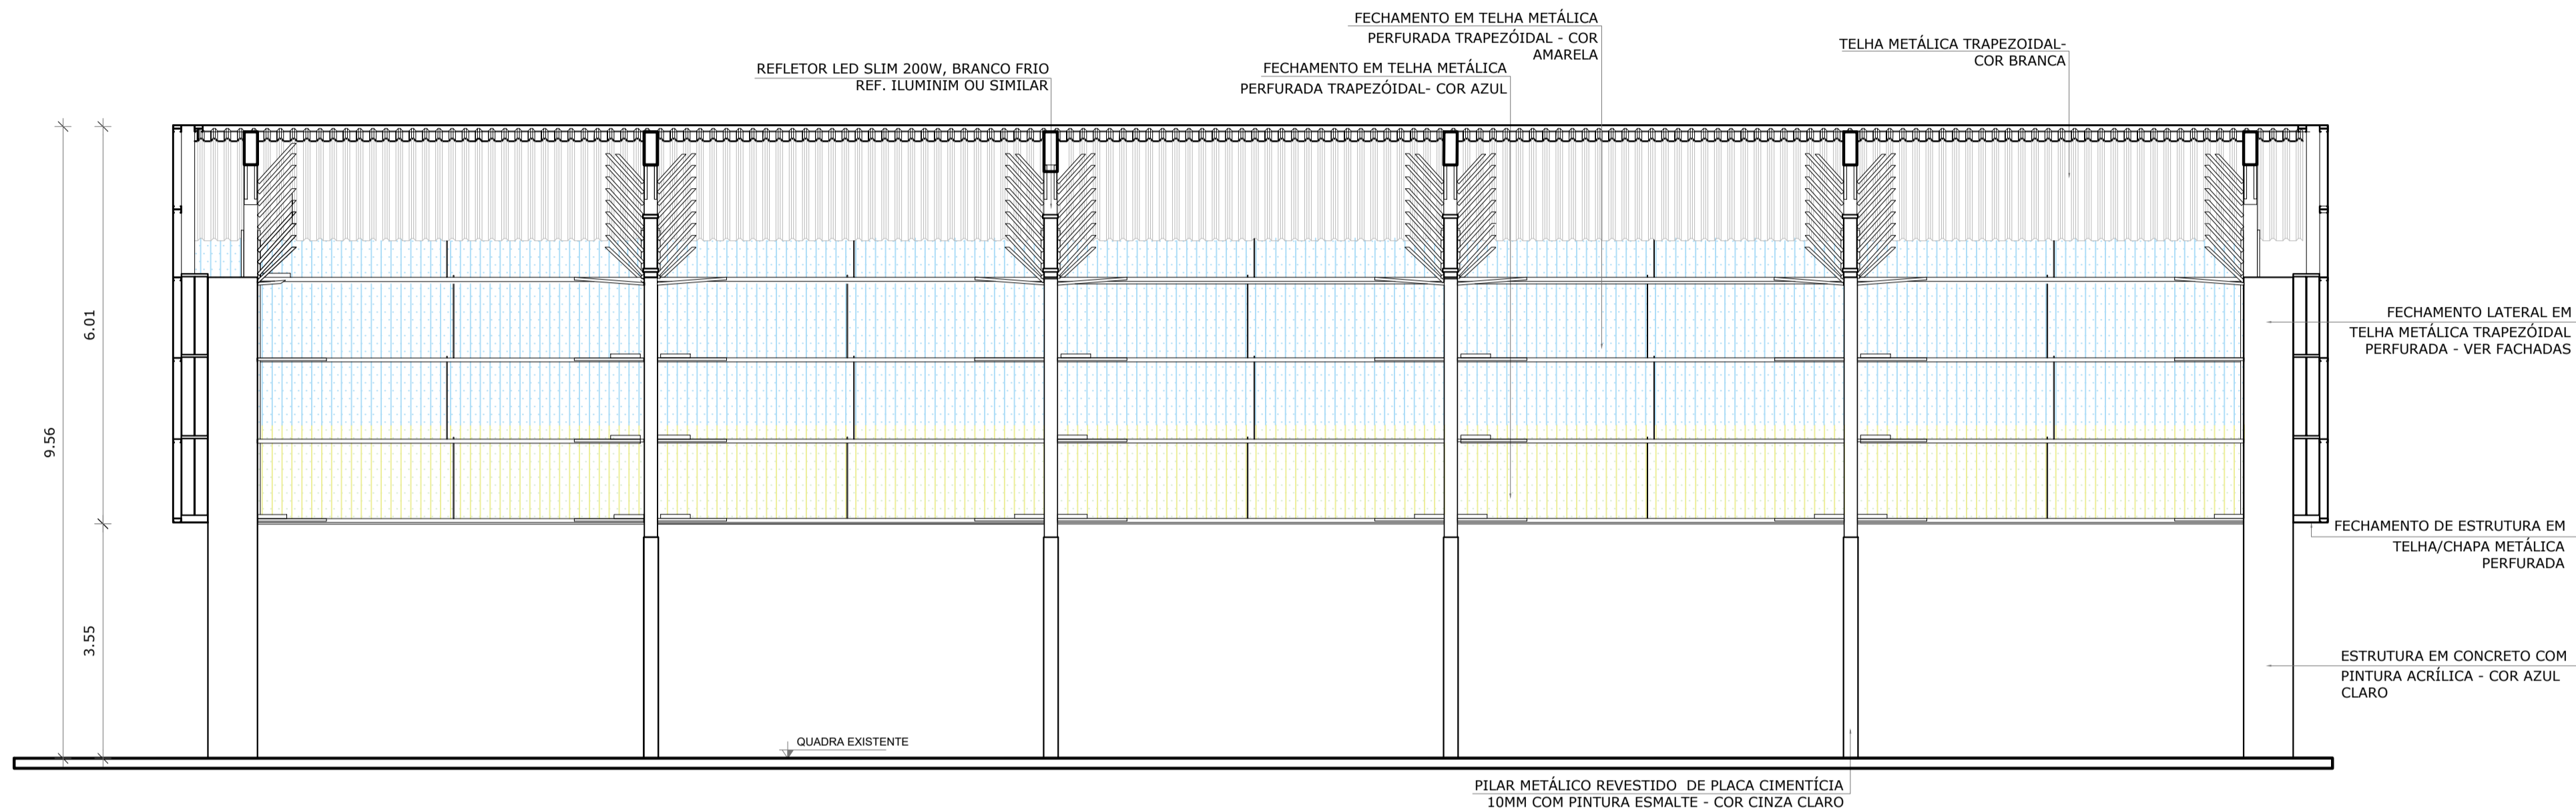 FECHAMENTO EM TELHA METÁLICA
PERFURADA TRAPEZÓIDAL - COR
AMARELA
TELHA METÁLICA TRAPEZOIDAL-
COR BRANCA
REFLETOR LED SLIM 200W, BRANCO FRIO
REF. ILUMINIM OU SIMILAR
FECHAMENTO EM TELHA METÁLICA
PERFURADA TRAPEZÓIDAL- COR AZUL
6.01
9.56
3.55
FECHAMENTO LATERAL EM
TELHA METÁLICA TRAPEZÓIDAL
PERFURADA - VER FACHADAS
FECHAMENTO DE ESTRUTURA EM
TELHA/CHAPA METÁLICA
PERFURADA
ESTRUTURA EM CONCRETO COM
PINTURA ACRÍLICA - COR AZUL
CLARO
QUADRA EXISTENTE
PILAR METÁLICO REVESTIDO DE PLACA CIMENTÍCIA
10MM COM PINTURA ESMALTE - COR CINZA CLARO